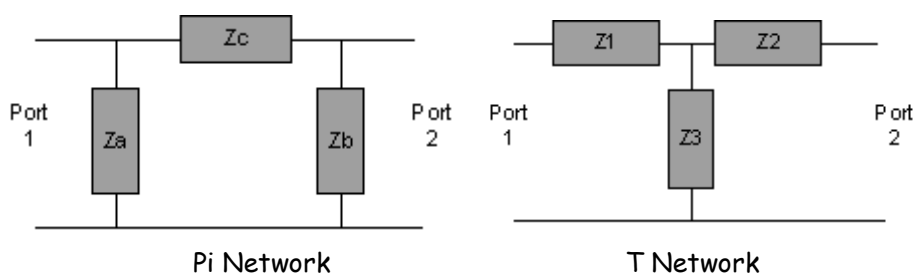 Zc
Port
1
Za
Zb
Port
2
Pi Network
Z1
Z2
Port
1
Z3
Port
2
T Network